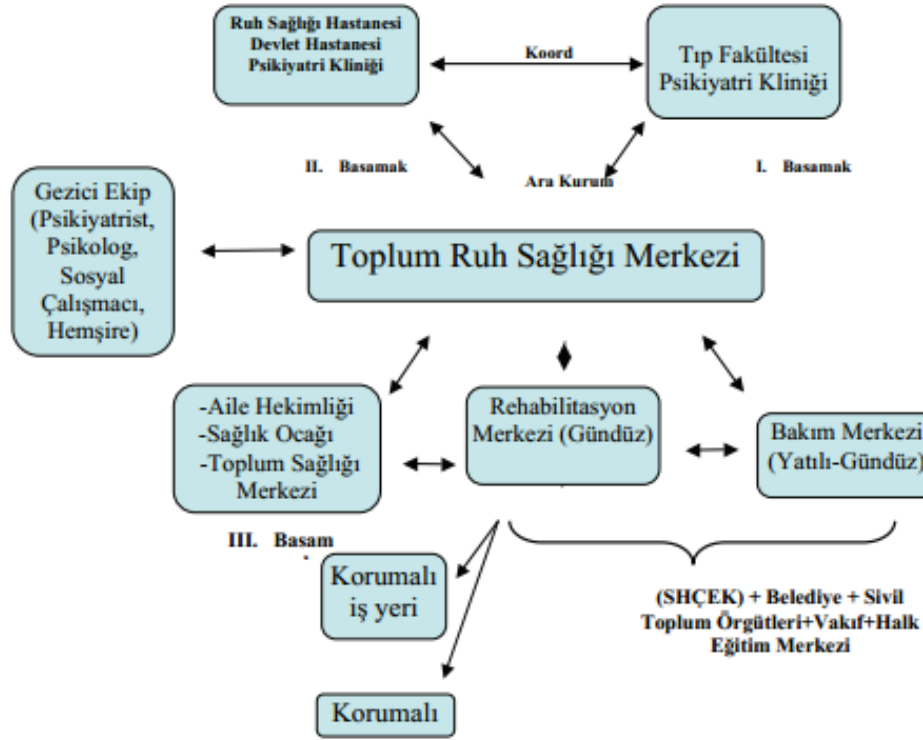 Ruh Sağlığı Hastanesi
Devlet Hastanesi
Psikiyatri Kliniği
Koord
Tıp Fakültesi
Psikiyatri Kliniği
II. Basamak
I. Basamak
Ara Kurum
Gezici Ekip
(Psikiyatrist,
Psikolog,
Sosyal
Çalışmacı,
Hemşire)
Toplum Ruh Sağlığı Merkezi
-Aile Hekimliği
-Sağlık Ocağı
-Toplum Sağlığı
Merkezi
Rehabilitasyon
Merkezi (Gündüz)
Bakım Merkezi
(Yatılı-Gündüz)
III. Basam
Korumalı
iş yeri
(SHÇEK) + Belediye + Sivil
Toplum Örgütleri+Vakıf+Halk
Eğitim Merkezi
Korumalı